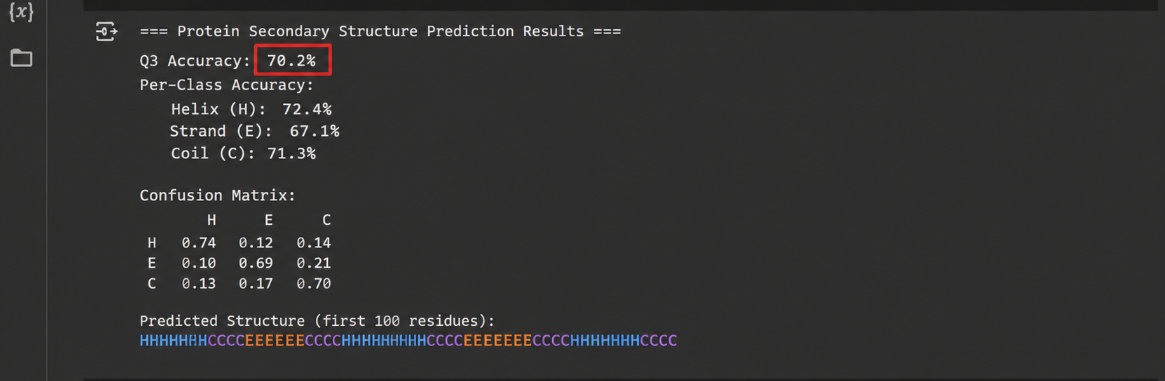 {x}
=== Protein Secondary Structure Prediction Results ===
Q3 Accuracy: 70.2%
Per-Class Accuracy:
Helix (H): 72.4%
Strand (E): 67.1%
Coil (C): 71.3%
Confusion Matrix:
H E C
H 0.74 0.12 0.14
E 0.10 0.69 0.21
C 0.13 0.17 0.70
Predicted Structure (first 100 residues):
HHHHHHHCCCCEEEEEECCCCHHHHHHHHHCCCCEEEEEEECCCCHHHHHHHCCCC